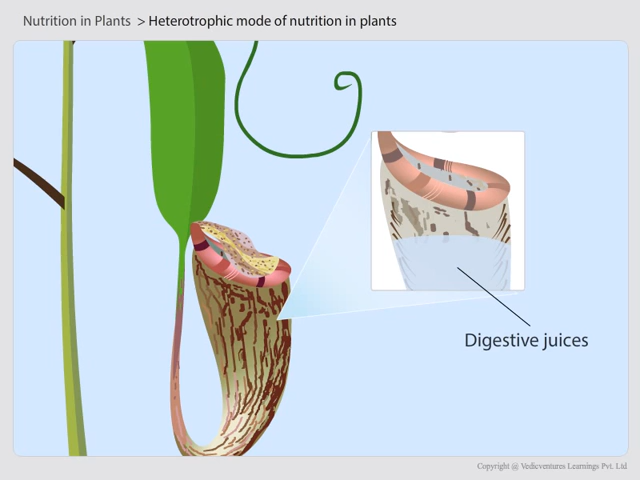 Nutrition in Plants > Heterotrophic mode of nutrition in plants
Digestive juices
Copyright @ Vedicventures Learnings Pvt. Ltd